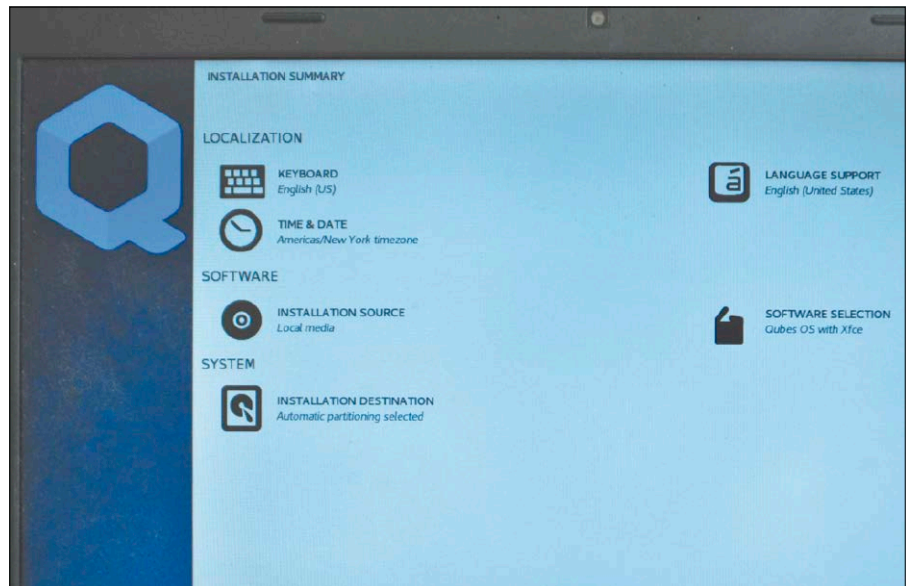 INSTALLATION SUMMARY
LOCALIZATION
KEYBOARD
English (US)
LANGUAGE SUPPORT
English (United States)
TIME & DATE
Americas/New York timezone
SOFTWARE
INSTALLATION SOURCE
Local media
SOFTWARE SELECTION
Qubes OS with Xfce
SYSTEM
INSTALLATION DESTINATION
Automatic partitioning selected